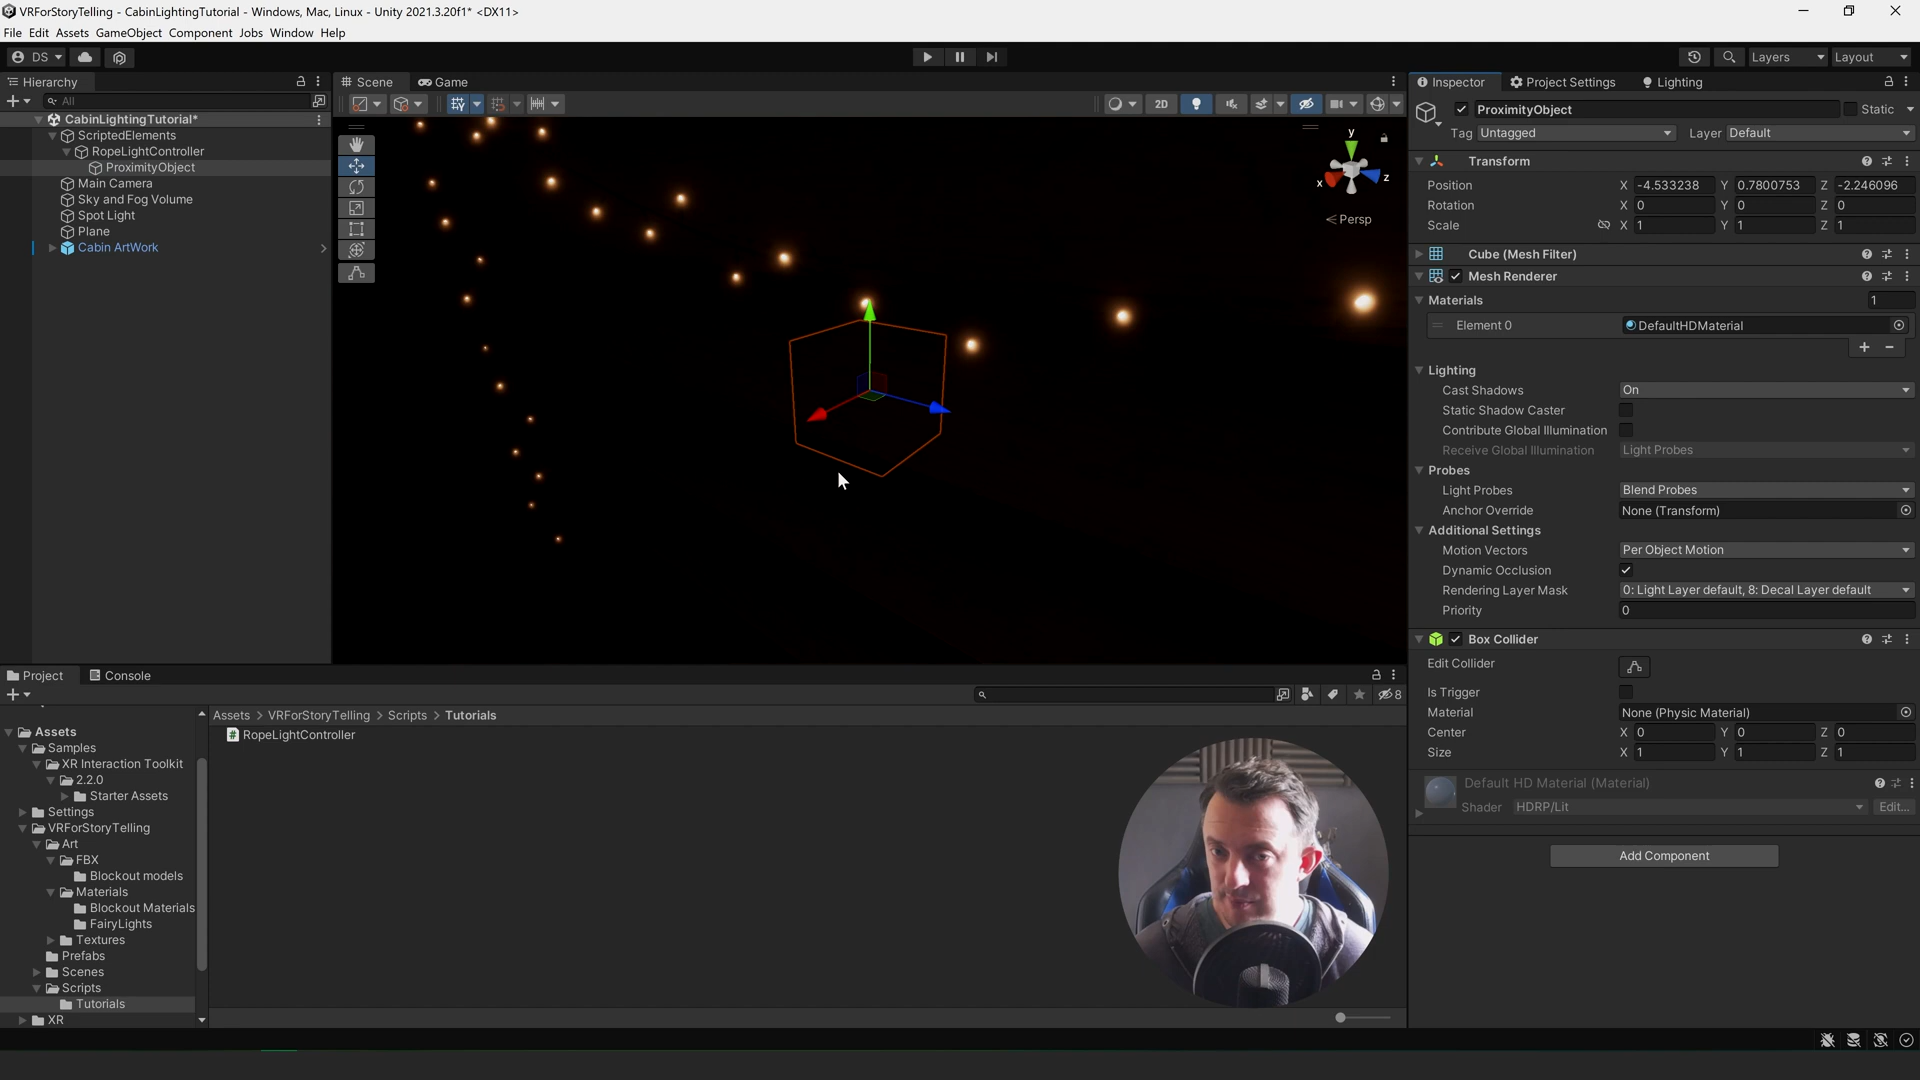 VRForStoryTelling - CabinLightingTutorial - Windows, Mac, Linux - Unity 2021.3.20f1* <DX11>
File Edit Assets GameObject Component Jobs Window Help
DS
Layers
Layout
Hierarchy
All
CabinLightingTutorial*
ScriptedElements
RopeLightController
ProximityObject
Main Camera
Sky and Fog Volume
Spot Light
Plane
Cabin ArtWork
Scene
Game
2D
y
x
z
Persp
Inspector
Project Settings
Lighting
ProximityObject
Static
Tag Untagged
Layer Default
Transform
Position X -4.533238 Y 0.7800753 Z -2.246096
Rotation X 0 Y 0 Z 0
Scale X 1 Y 1 Z 1
Cube (Mesh Filter)
Mesh Renderer
Materials 1
Element 0 DefaultHDMaterial
Lighting
Cast Shadows On
Static Shadow Caster
Contribute Global Illumination
Receive Global Illumination Light Probes
Probes
Light Probes Blend Probes
Anchor Override None (Transform)
Additional Settings
Motion Vectors Per Object Motion
Dynamic Occlusion
Rendering Layer Mask 0: Light Layer default, 8: Decal Layer default
Priority 0
Box Collider
Edit Collider
Is Trigger
Material None (Physic Material)
Center X 0 Y 0 Z 0
Size X 1 Y 1 Z 1
Default HD Material (Material)
Shader HDRP/Lit Edit...
Add Component
Project
Console
8
Assets > VRForStoryTelling > Scripts > Tutorials
RopeLightController
Assets
Samples
XR Interaction Toolkit
2.2.0
Starter Assets
Settings
VRForStoryTelling
Art
FBX
Blockout models
Materials
Blockout Materials
FairyLights
Textures
Prefabs
Scenes
Scripts
Tutorials
XR